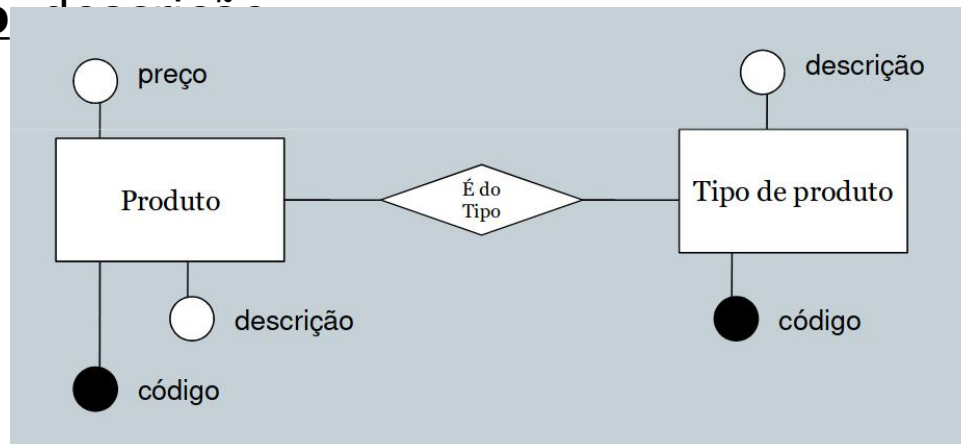 preço
descrição
Produto
É do
Tipo
Tipo de produto
descrição
código
código